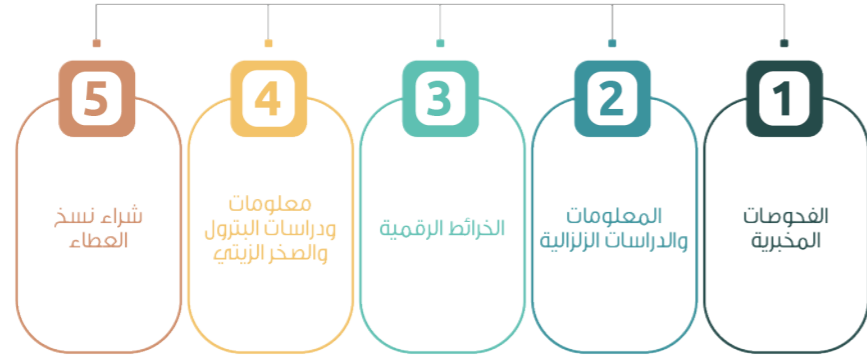 1
الفحوصات
المخبرية
2
المعلومات
والدراسات الزلزالية
3
الخرائط الرقمية
4
معلومات
ودراسات البترول
والصخر الزيتي
5
شراء نسخ
العطاء